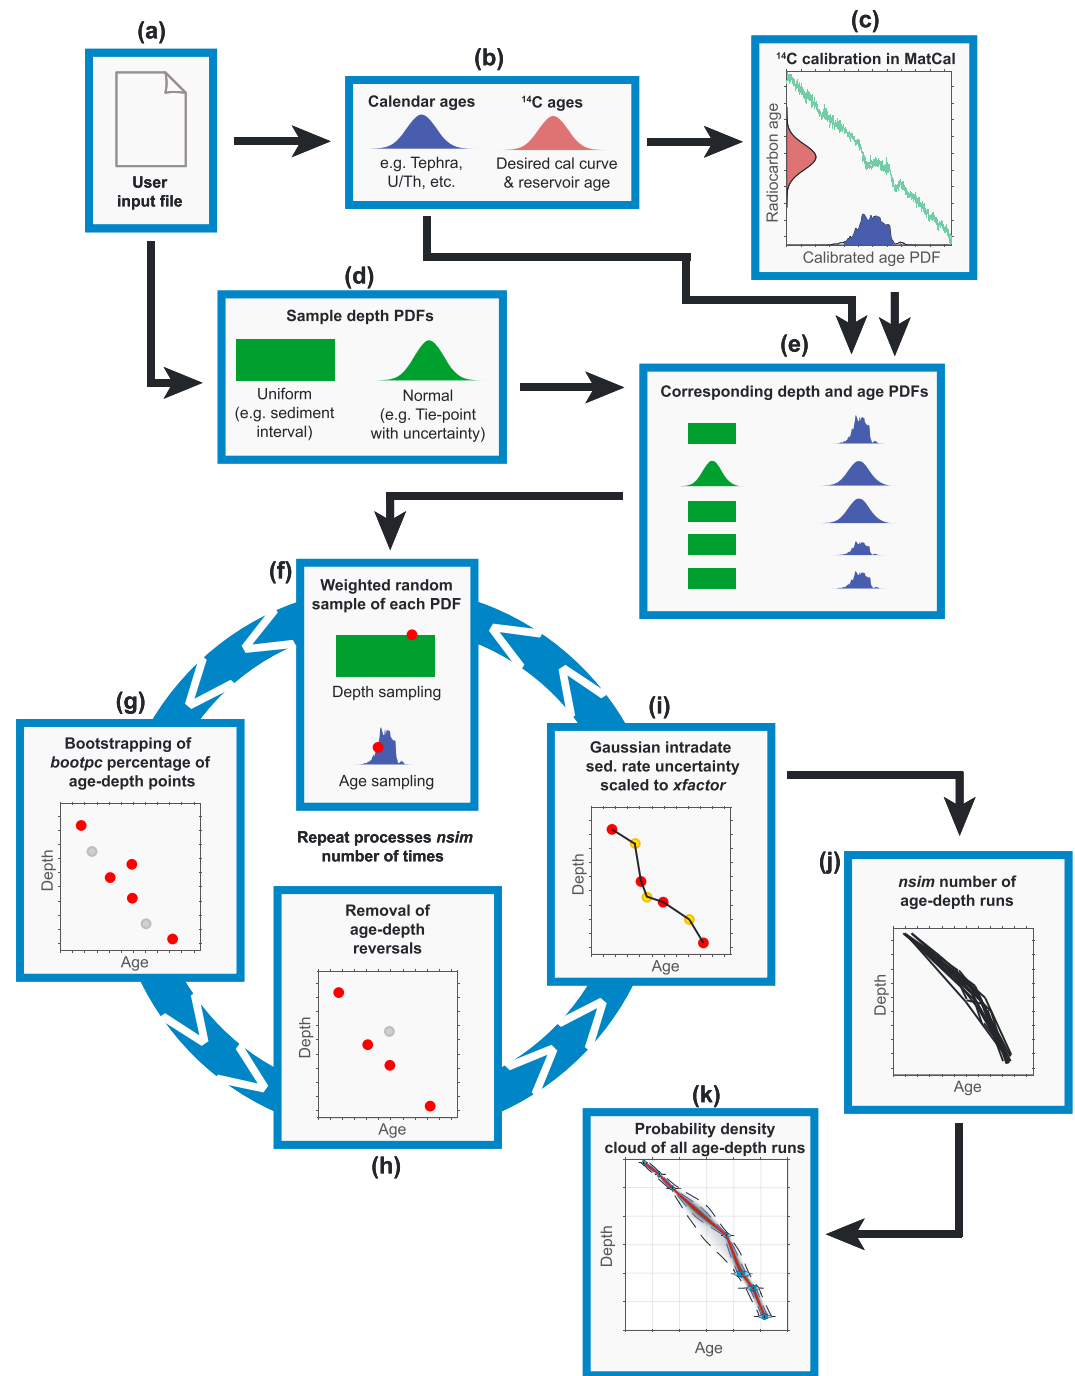 (a)
User
input file
(b)
Calendar ages
e.g. Tephra,
U/Th, etc.
¹⁴C ages
Desired cal curve
& reservoir age
(c)
¹⁴C calibration in MatCal
Radiocarbon age
Calibrated age PDF
(d)
Sample depth PDFs
Uniform
(e.g. sediment
interval)
Normal
(e.g. Tie-point
with uncertainty)
(e)
Corresponding depth and age PDFs
(f)
Weighted random
sample of each PDF
Depth sampling
Age sampling
Repeat processes nsim
number of times
(g)
Bootstrapping of
bootpc percentage of
age-depth points
Depth
Age
(h)
Removal of
age-depth
reversals
Depth
Age
(i)
Gaussian intradate
sed. rate uncertainty
scaled to xfactor
Depth
Age
(j)
nsim number of
age-depth runs
Depth
Age
(k)
Probability density
cloud of all age-depth runs
Depth
Age